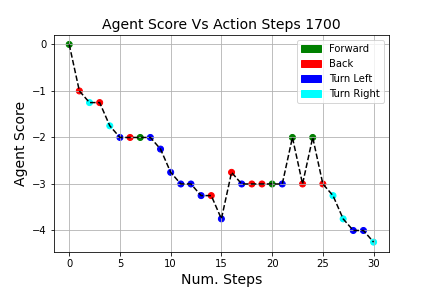 Agent Score Vs Action Steps 1700
Agent Score
0
−1
−2
−3
−4
Forward
Back
Turn Left
Turn Right
0 5 10 15 20 25 30
Num. Steps